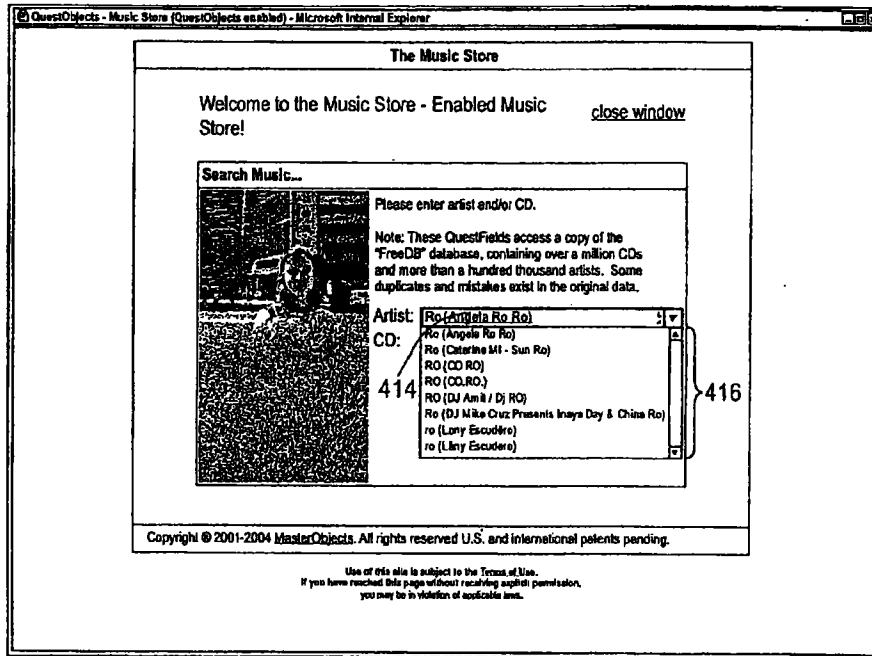 QuestObjects - Music Store (QuestObjects enabled) - Microsoft Internal Explorer
The Music Store
Welcome to the Music Store - Enabled Music
Store!
close window
Search Music...
Please enter artist and/or CD.
Note: These QuestFields access a copy of the
"FreeDB" database, containing over a million CDs
and more than a hundred thousand artists. Some
duplicates and mistakes exist in the original data.
Artist: Ro (Angela Ro Ro)
CD:
Ro (Angela Ro Ro)
Ro (Caterine Mi - Sun Ro)
RO (CO RO)
RO (CO.RO.)
RO (DJ Amit / Dj RO)
Ro (DJ Mike Cruz Presents Inaya Day & China Ro)
ro (Lony Escudero)
ro (Lány Escudero)
414
416
Copyright © 2001-2004 MasterObjects. All rights reserved U.S. and international patents pending.
Use of this site is subject to the Terms of Use.
If you have reached this page without receiving explicit permission,
you may be in violation of applicable laws.